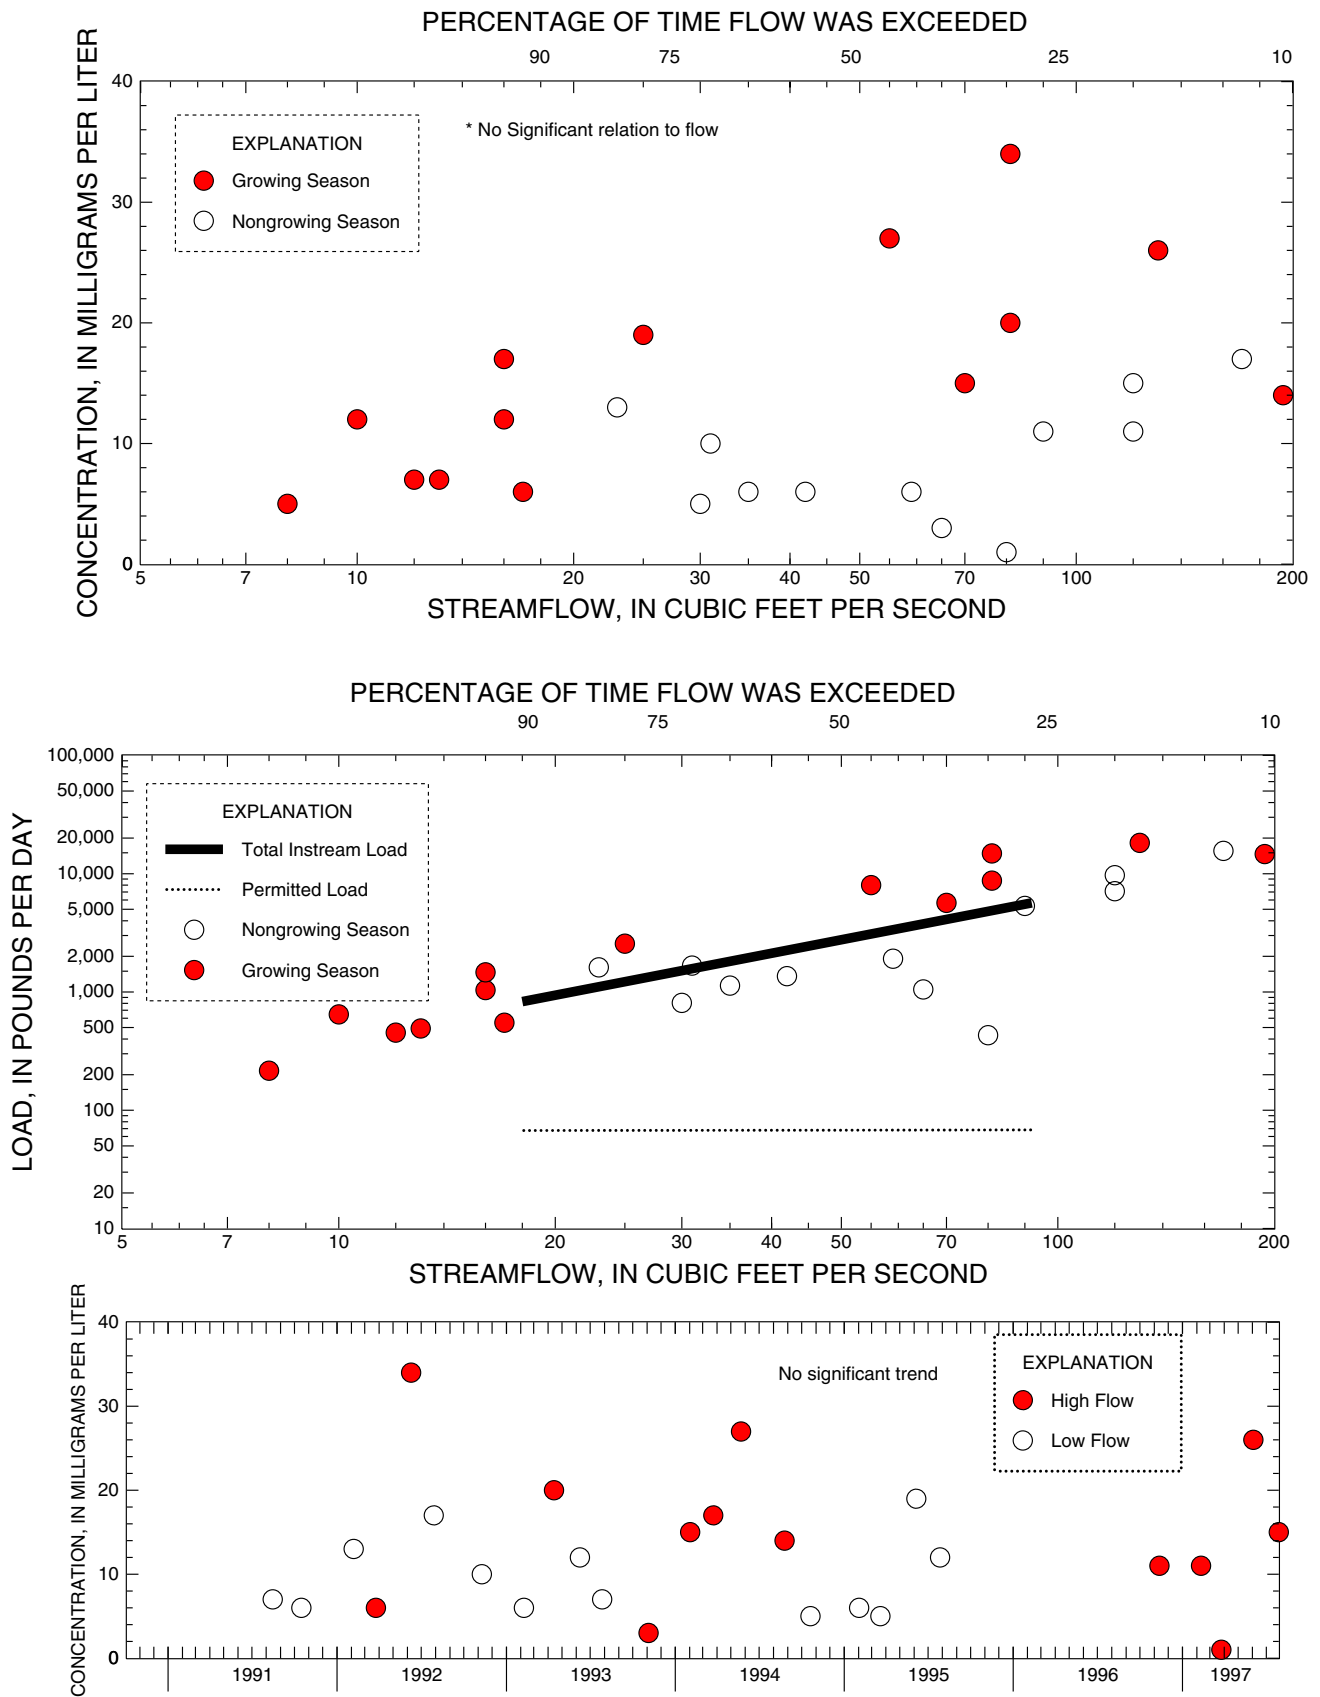 PERCENTAGE OF TIME FLOW WAS EXCEEDED
90 75 50 25 10
CONCENTRATION, IN MILLIGRAMS PER LITER
40
30
20
10
0
EXPLANATION
Growing Season
Nongrowing Season
* No Significant relation to flow
5 7 10 20 30 40 50 70 100 200
STREAMFLOW, IN CUBIC FEET PER SECOND
PERCENTAGE OF TIME FLOW WAS EXCEEDED
90 75 50 25 10
LOAD, IN POUNDS PER DAY
100,000
50,000
20,000
10,000
5,000
2,000
1,000
500
200
100
50
20
10
EXPLANATION
Total Instream Load
Permitted Load
Nongrowing Season
Growing Season
5 7 10 20 30 40 50 70 100 200
STREAMFLOW, IN CUBIC FEET PER SECOND
CONCENTRATION, IN MILLIGRAMS PER LITER
40
30
20
10
0
No significant trend
EXPLANATION
High Flow
Low Flow
1991 1992 1993 1994 1995 1996 1997